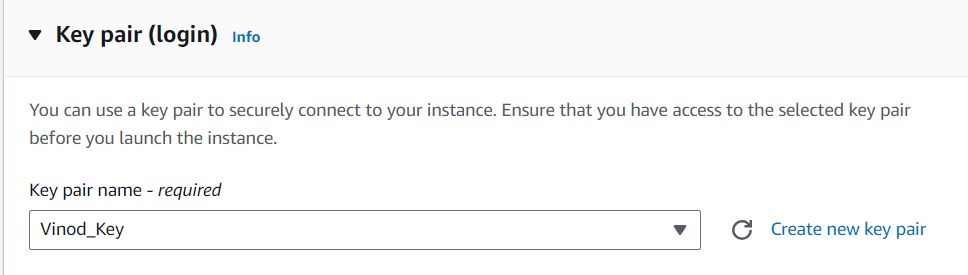 Key pair (login) Info
You can use a key pair to securely connect to your instance. Ensure that you have access to the selected key pair
before you launch the instance.
Key pair name - required
Vinod_Key
Create new key pair